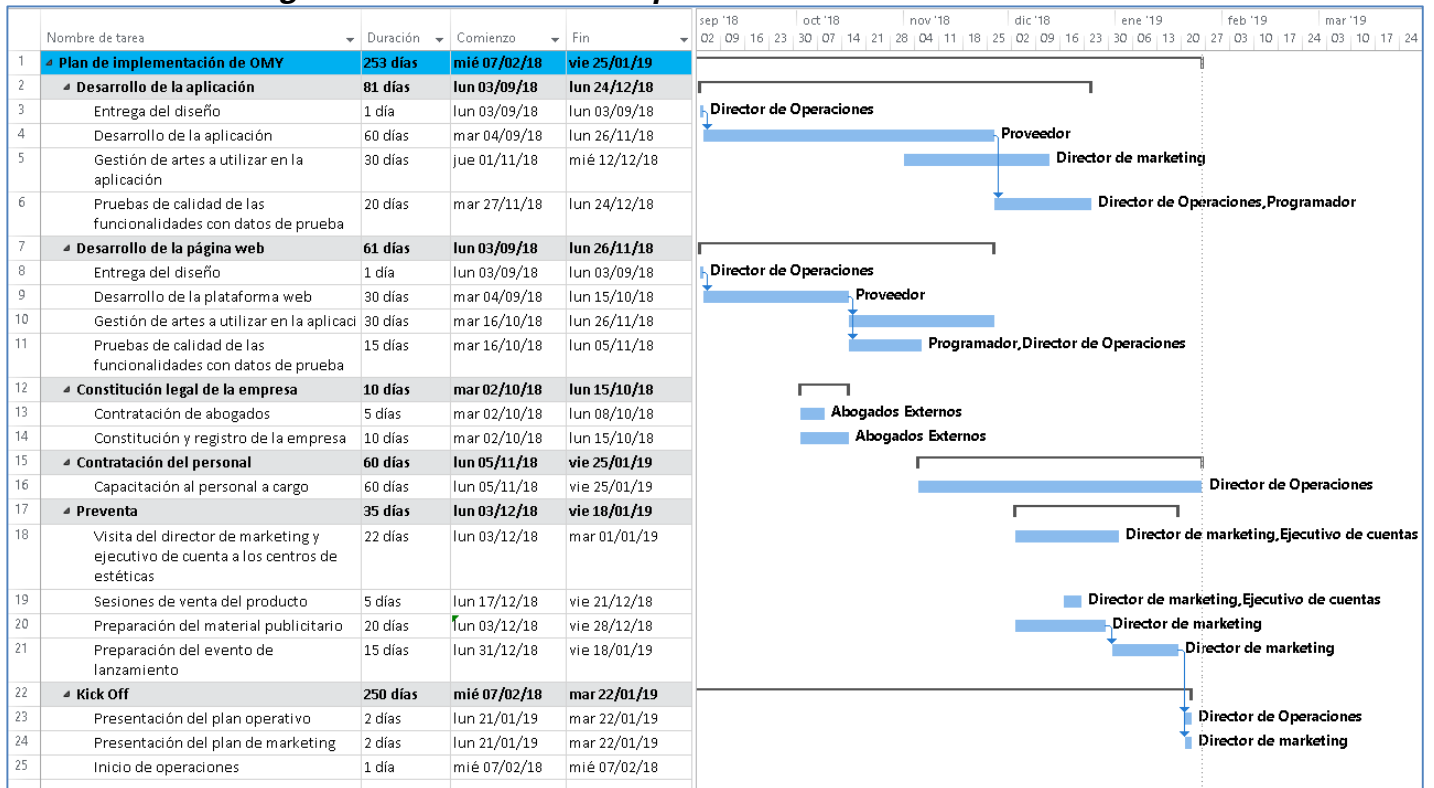 sep '18 oct '18 nov '18 dic '18 ene '19 feb '19 mar '19
Nombre de tarea Duración Comienzo Fin 02 09 16 23 30 07 14 21 28 04 11 18 25 02 09 16 23 30 06 13 20 27 03 10 17 24 03 10 17 24
1 Plan de implementación de OMY 253 días mié 07/02/18 vie 25/01/19
2 Desarrollo de la aplicación 81 días lun 03/09/18 lun 24/12/18
3 Entrega del diseño 1 día lun 03/09/18 lun 03/09/18 Director de Operaciones
4 Desarrollo de la aplicación 60 días mar 04/09/18 lun 26/11/18 Proveedor
5 Gestión de artes a utilizar en la 30 días jue 01/11/18 mié 12/12/18 Director de marketing
aplicación
6 Pruebas de calidad de las 20 días mar 27/11/18 lun 24/12/18 Director de Operaciones,Programador
funcionalidades con datos de prueba
7 Desarrollo de la página web 61 días lun 03/09/18 lun 26/11/18
8 Entrega del diseño 1 día lun 03/09/18 lun 03/09/18 Director de Operaciones
9 Desarrollo de la plataforma web 30 días mar 04/09/18 lun 15/10/18 Proveedor
10 Gestión de artes a utilizar en la aplicaci 30 días mar 16/10/18 lun 26/11/18
11 Pruebas de calidad de las 15 días mar 16/10/18 lun 05/11/18 Programador,Director de Operaciones
funcionalidades con datos de prueba
12 Constitución legal de la empresa 10 días mar 02/10/18 lun 15/10/18
13 Contratación de abogados 5 días mar 02/10/18 lun 08/10/18 Abogados Externos
14 Constitución y registro de la empresa 10 días mar 02/10/18 lun 15/10/18 Abogados Externos
15 Contratación del personal 60 días lun 05/11/18 vie 25/01/19
16 Capacitación al personal a cargo 60 días lun 05/11/18 vie 25/01/19 Director de Operaciones
17 Preventa 35 días lun 03/12/18 vie 18/01/19
18 Visita del director de marketing y 22 días lun 03/12/18 mar 01/01/19 Director de marketing,Ejecutivo de cuentas
ejecutivo de cuenta a los centros de
estéticas
19 Sesiones de venta del producto 5 días lun 17/12/18 vie 21/12/18 Director de marketing,Ejecutivo de cuentas
20 Preparación del material publicitario 20 días lun 03/12/18 vie 28/12/18 Director de marketing
21 Preparación del evento de 15 días lun 31/12/18 vie 18/01/19 Director de marketing
lanzamiento
22 Kick Off 250 días mié 07/02/18 mar 22/01/19
23 Presentación del plan operativo 2 días lun 21/01/19 mar 22/01/19 Director de Operaciones
24 Presentación del plan de marketing 2 días lun 21/01/19 mar 22/01/19 Director de marketing
25 Inicio de operaciones 1 día mié 07/02/18 mié 07/02/18